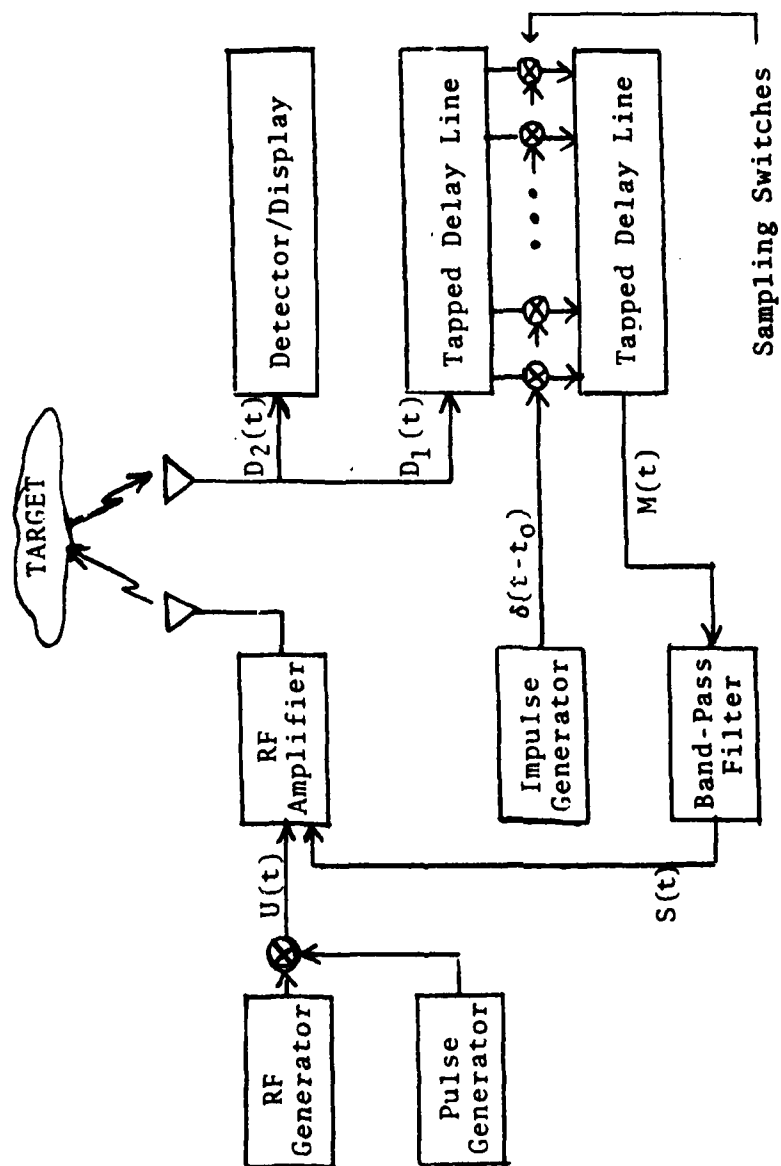 TARGET
RF
Generator
Pulse
Generator
U(t)
RF
Amplifier
D2(t)
Detector/Display
D1(t)
Tapped Delay Line
Impulse
Generator
δ(t-t0)
Tapped Delay Line
M(t)
Band-Pass
Filter
S(t)
Sampling Switches